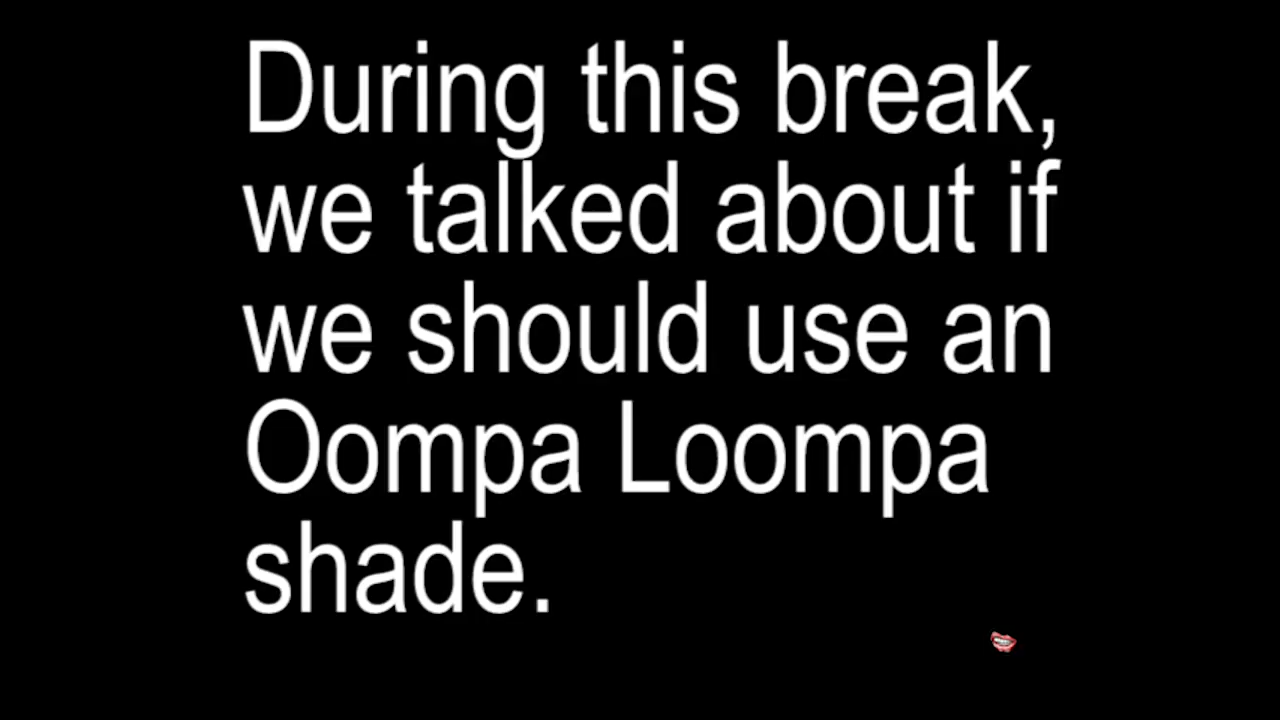 During this break,
we talked about if
we should use an
Oompa Loompa
shade.